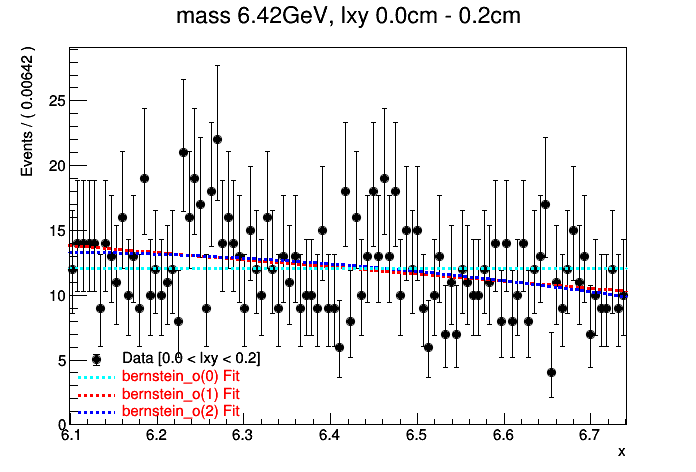 mass 6.42GeV, lxy 0.0cm - 0.2cm
Events / ( 0.00642 )
25
20
15
10
5
0
Data [0.0 < lxy < 0.2]
bernstein_o(0) Fit
bernstein_o(1) Fit
bernstein_o(2) Fit
6.1 6.2 6.3 6.4 6.5 6.6 6.7
x